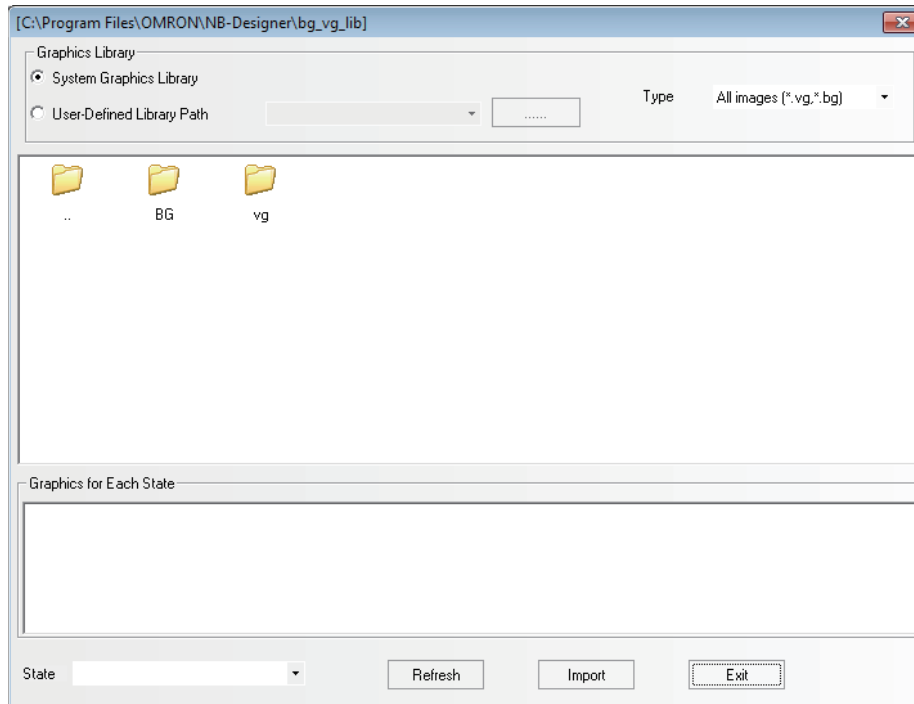 [C:\Program Files\OMRON\NB-Designer\bg_vg_lib]
Graphics Library
System Graphics Library
User-Defined Library Path
......
Type
All images (*.vg,*.bg)
..
BG
vg
Graphics for Each State
State
Refresh
Import
Exit